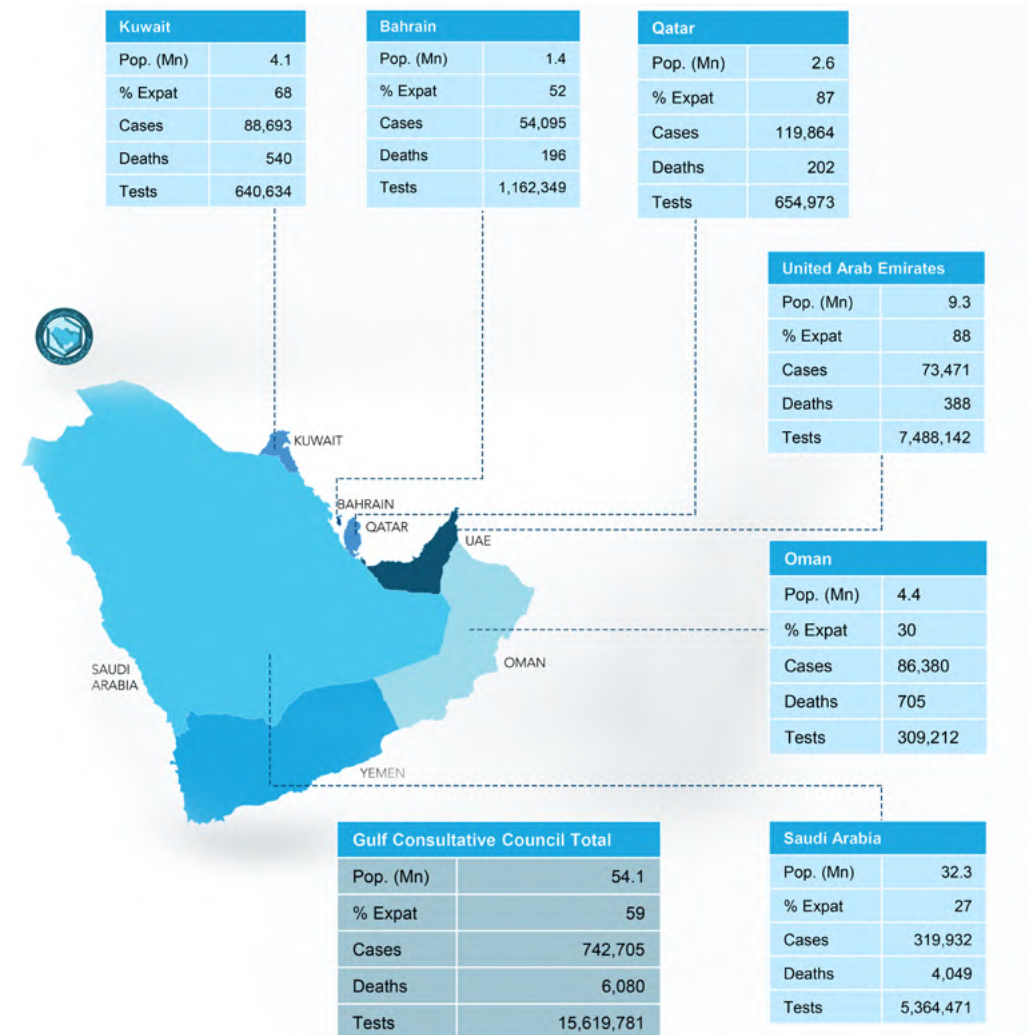 Kuwait
Pop. (Mn) 4.1
% Expat 68
Cases 88,693
Deaths 540
Tests 640,634
Bahrain
Pop. (Mn) 1.4
% Expat 52
Cases 54,095
Deaths 196
Tests 1,162,349
Qatar
Pop. (Mn) 2.6
% Expat 87
Cases 119,864
Deaths 202
Tests 654,973
United Arab Emirates
Pop. (Mn) 9.3
% Expat 88
Cases 73,471
Deaths 388
Tests 7,488,142
KUWAIT
BAHRAIN
QATAR
UAE
OMAN
SAUDI
ARABIA
YEMEN
Oman
Pop. (Mn) 4.4
% Expat 30
Cases 86,380
Deaths 705
Tests 309,212
Gulf Consultative Council Total
Pop. (Mn) 54.1
% Expat 59
Cases 742,705
Deaths 6,080
Tests 15,619,781
Saudi Arabia
Pop. (Mn) 32.3
% Expat 27
Cases 319,932
Deaths 4,049
Tests 5,364,471